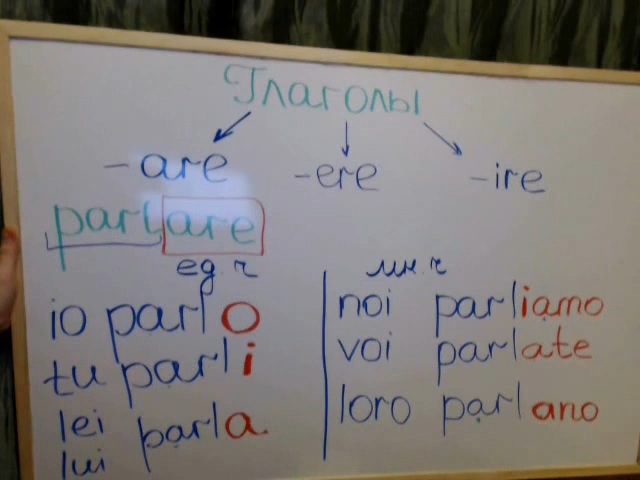 Глаголы
-are -ere -ire
parlare
ед.ч
io parlo
tu parli
lei parla
lui
мн.ч
noi parliamo
voi parlate
loro parlano